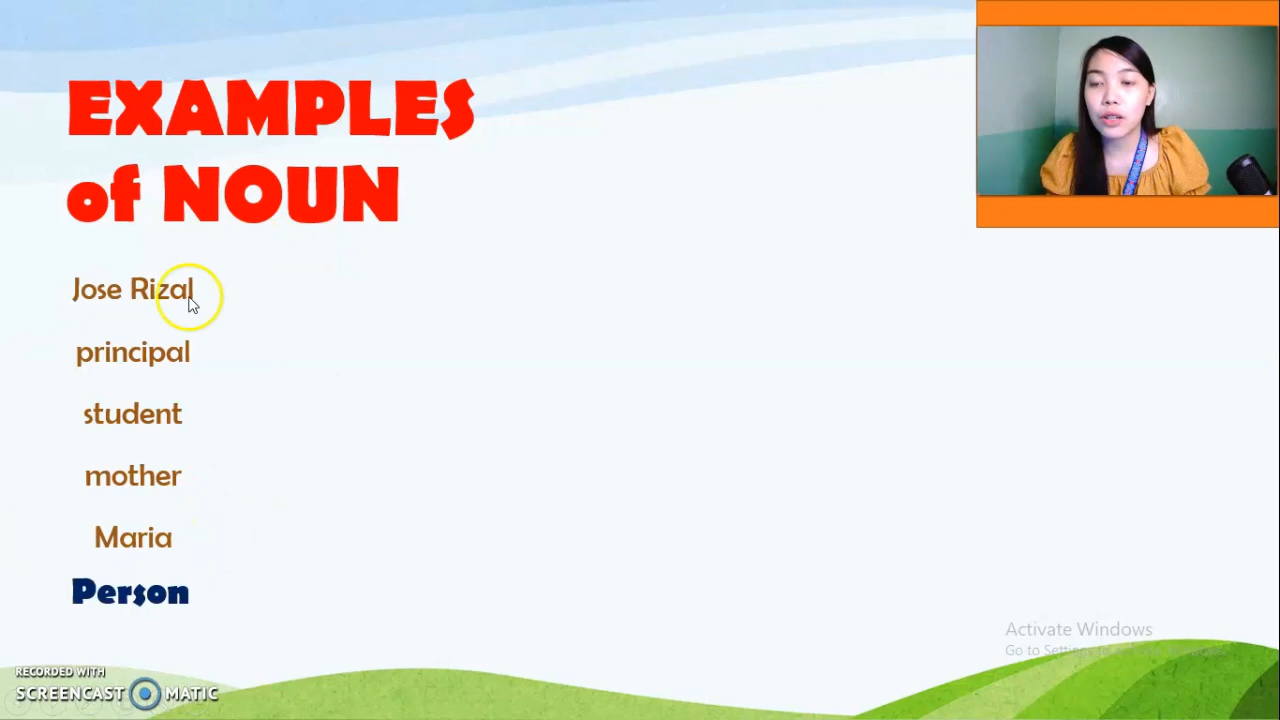 EXAMPLES
of NOUN
Jose Rizal
principal
student
mother
Maria
Person
Activate Windows
Go to Settings to activate Windows.
RECORDED WITH
SCREENCAST MATIC